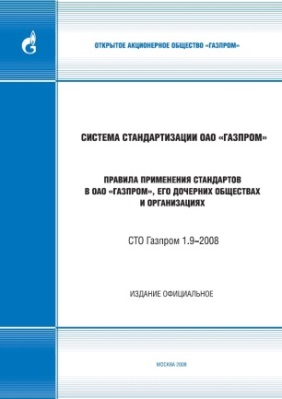 ОТКРЫТОЕ АКЦИОНЕРНОЕ ОБЩЕСТВО «ГАЗПРОМ»
СИСТЕМА СТАНДАРТИЗАЦИИ ОАО «ГАЗПРОМ»
ПРАВИЛА ПРИМЕНЕНИЯ СТАНДАРТОВ
В ОАО «ГАЗПРОМ», ЕГО ДОЧЕРНИХ ОБЩЕСТВАХ
И ОРГАНИЗАЦИЯХ
СТО Газпром 1.9–2008
ИЗДАНИЕ ОФИЦИАЛЬНОЕ
МОСКВА 2008